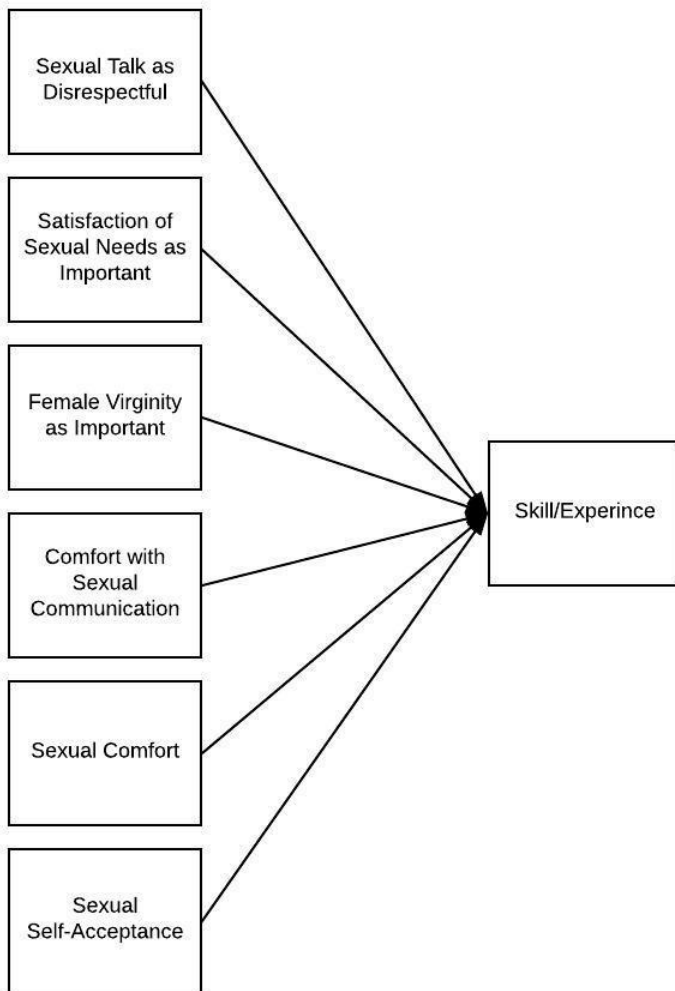 Sexual Talk as
Disrespectful
Satisfaction of
Sexual Needs as
Important
Female Virginity
as Important
Comfort with
Sexual
Communication
Sexual Comfort
Sexual
Self-Acceptance
Skill/Experince